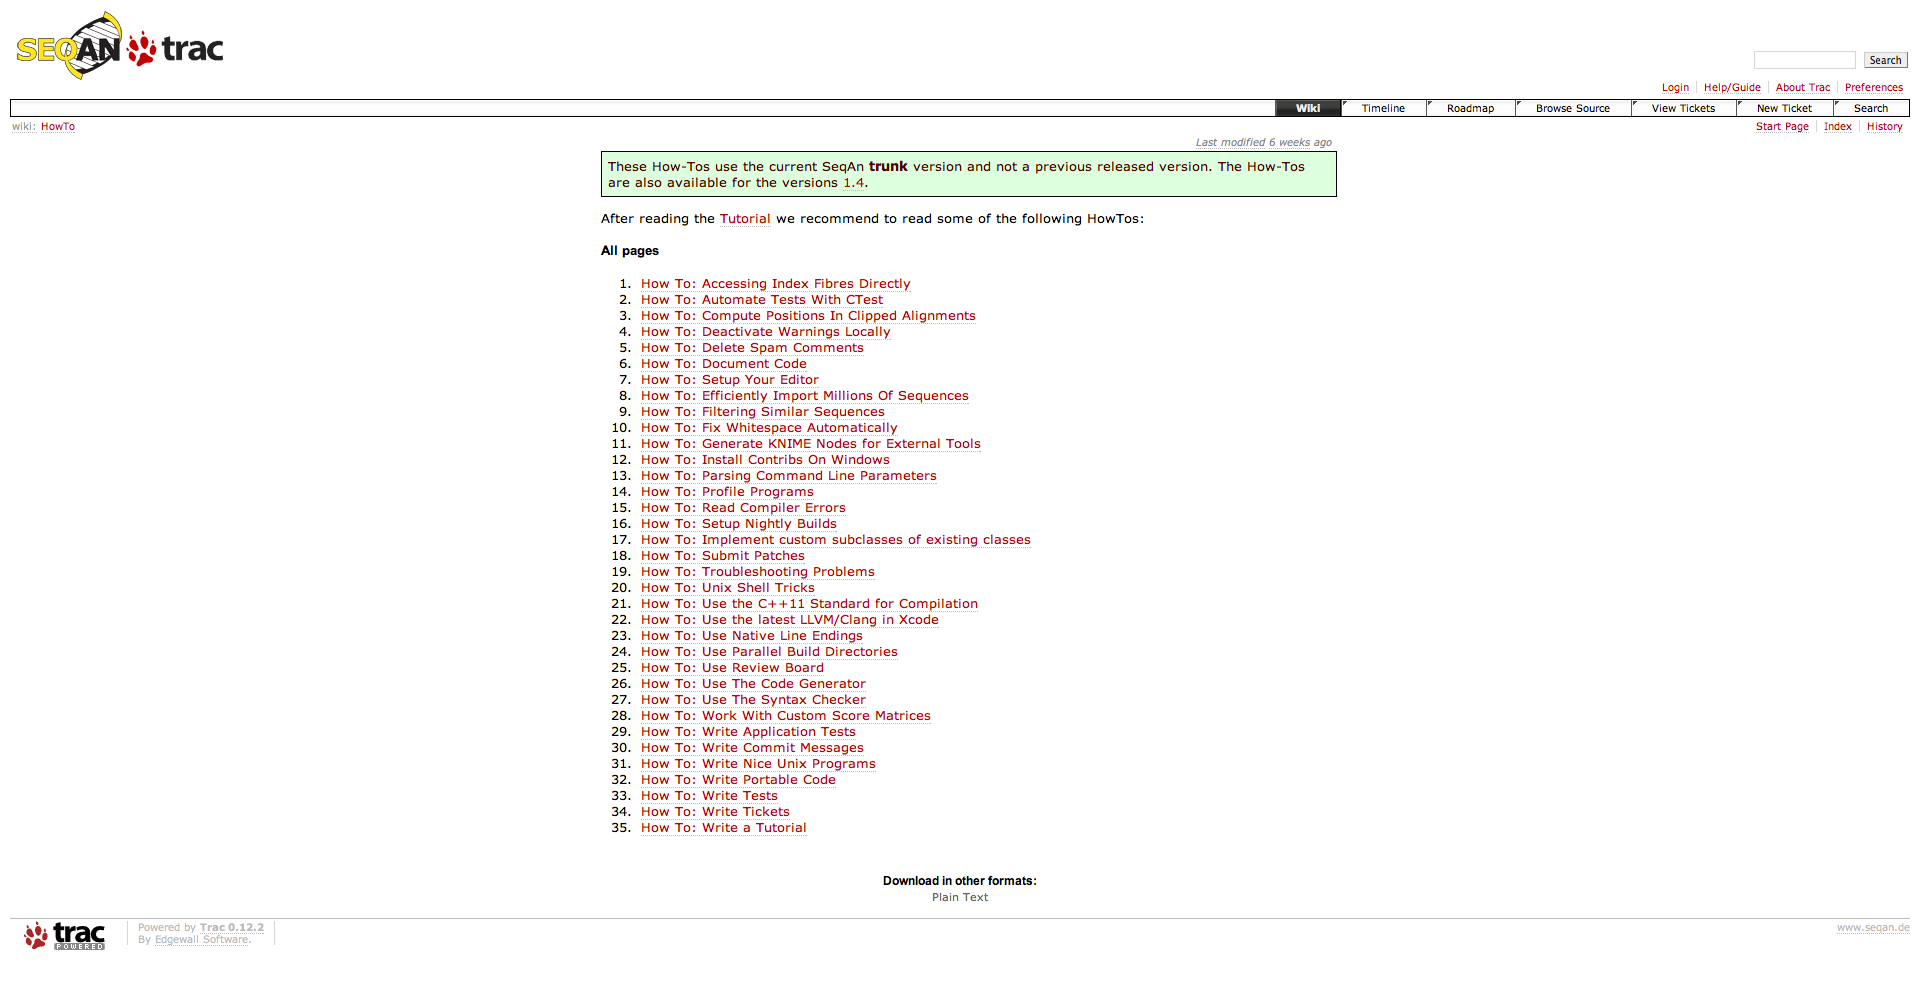 SEQAN trac
Search
Login Help/Guide About Trac Preferences
Wiki Timeline Roadmap Browse Source View Tickets New Ticket Search
wiki: HowTo
Start Page Index History
Last modified 6 weeks ago
These How-Tos use the current SeqAn trunk version and not a previous released version. The How-Tos
are also available for the versions 1.4.
After reading the Tutorial we recommend to read some of the following HowTos:
All pages
1. How To: Accessing Index Fibres Directly
2. How To: Automate Tests With CTest
3. How To: Compute Positions In Clipped Alignments
4. How To: Deactivate Warnings Locally
5. How To: Delete Spam Comments
6. How To: Document Code
7. How To: Setup Your Editor
8. How To: Efficiently Import Millions Of Sequences
9. How To: Filtering Similar Sequences
10. How To: Fix Whitespace Automatically
11. How To: Generate KNIME Nodes for External Tools
12. How To: Install Contribs On Windows
13. How To: Parsing Command Line Parameters
14. How To: Profile Programs
15. How To: Read Compiler Errors
16. How To: Setup Nightly Builds
17. How To: Implement custom subclasses of existing classes
18. How To: Submit Patches
19. How To: Troubleshooting Problems
20. How To: Unix Shell Tricks
21. How To: Use the C++11 Standard for Compilation
22. How To: Use the latest LLVM/Clang in Xcode
23. How To: Use Native Line Endings
24. How To: Use Parallel Build Directories
25. How To: Use Review Board
26. How To: Use The Code Generator
27. How To: Use The Syntax Checker
28. How To: Work With Custom Score Matrices
29. How To: Write Application Tests
30. How To: Write Commit Messages
31. How To: Write Nice Unix Programs
32. How To: Write Portable Code
33. How To: Write Tests
34. How To: Write Tickets
35. How To: Write a Tutorial
Download in other formats:
Plain Text
trac
POWERED
Powered by Trac 0.12.2
By Edgewall Software.
www.seqan.de